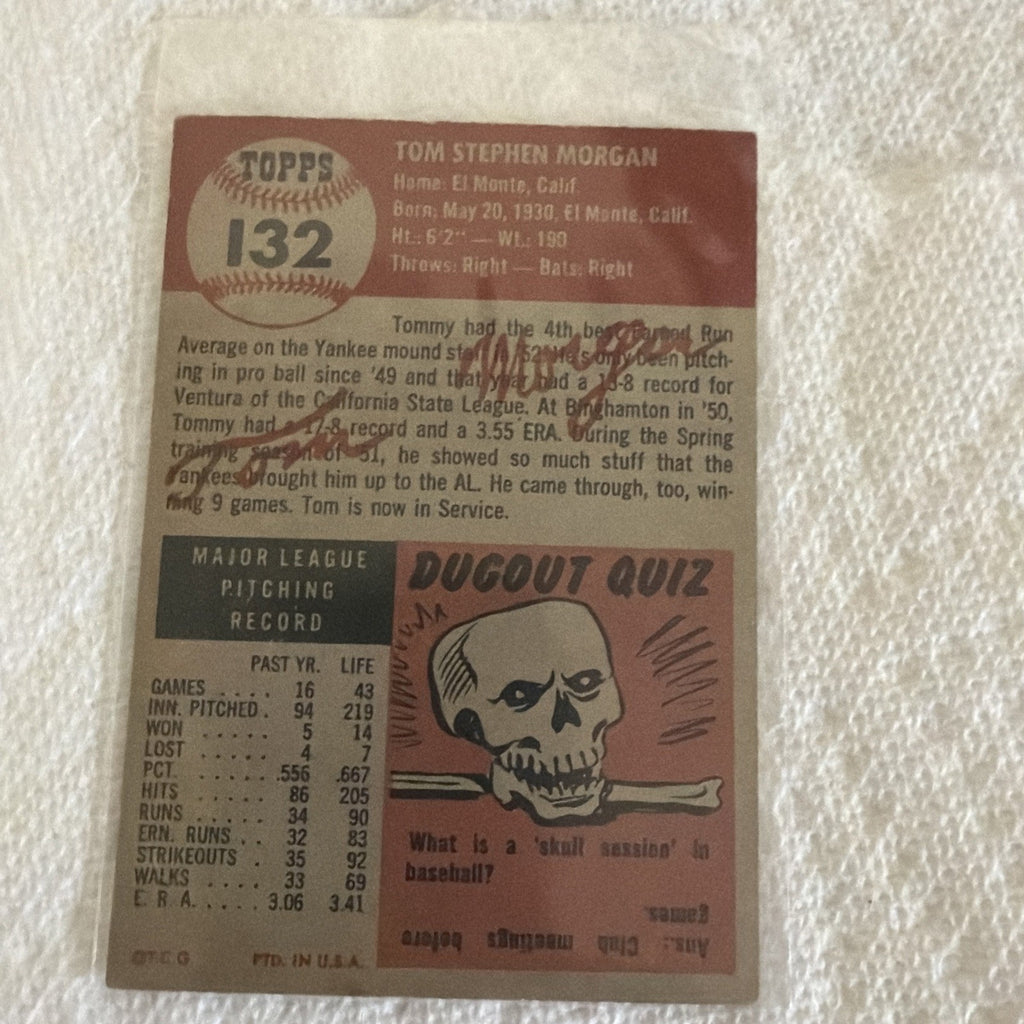 TOPPS
132
TOM STEPHEN MORGAN
Home: El Monte, Calif.
Born: May 20, 1930, El Monte, Calif.
Ht.: 6'2" — Wt.: 190
Throws: Right — Bats: Right
Tommy had the 4th best Earned Run
Average on the Yankee mound staff in '52. He's only been pitch-
ing in pro ball since '49 and that year had a 13-8 record for
Ventura of the California State League. At Binghamton in '50,
Tommy had a 17-8 record and a 3.55 ERA. During the Spring
training season of '51, he showed so much stuff that the
Yankees brought him up to the AL. He came through, too, win-
ning 9 games. Tom is now in Service.
Tom Morgan
MAJOR LEAGUE
PITCHING
RECORD
PAST YR. LIFE
GAMES .... 16 43
INN. PITCHED . 94 219
WON ..... 5 14
LOST ..... 4 7
PCT. ...... .556 .667
HITS ..... 86 205
RUNS ..... 34 90
ERN. RUNS .. 32 83
STRIKEOUTS . 35 92
WALKS .... 33 69
E. R. A. ..... 3.06 3.41
©T.C.G. PTD. IN U.S.A.
DUGOUT QUIZ
What is a 'skull session' in
baseball?
Ans.: Club meetings before
games.